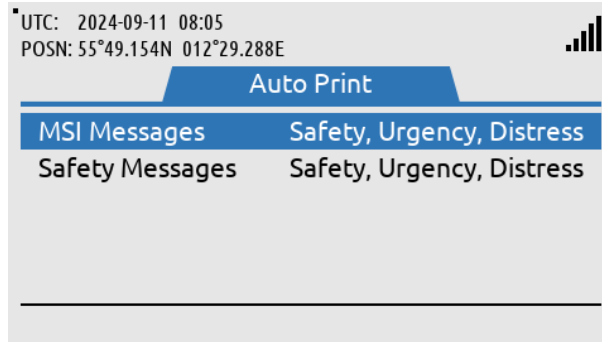 UTC: 2024-09-11 08:05
POSN: 55°49.154N 012°29.288E
Auto Print
MSI Messages Safety, Urgency, Distress
Safety Messages Safety, Urgency, Distress